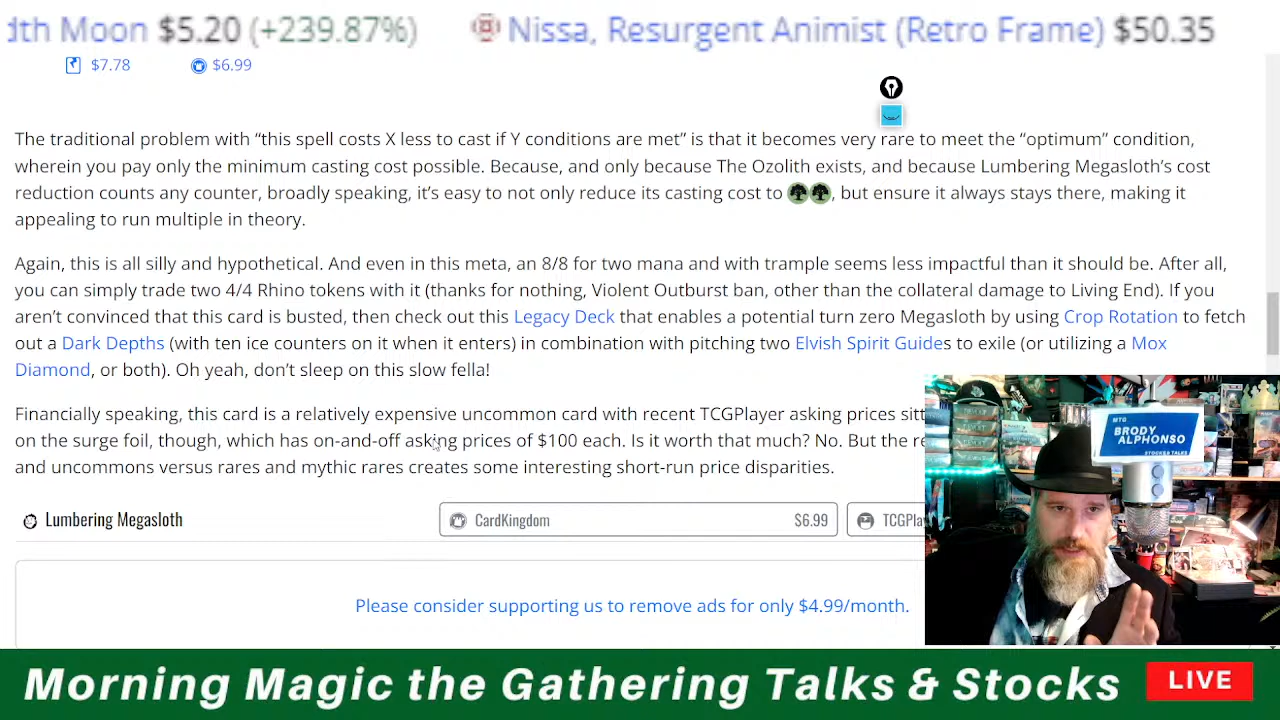 dth Moon $5.20 (+239.87%) Nissa, Resurgent Animist (Retro Frame) $50.35
$7.78 $6.99
The traditional problem with “this spell costs X less to cast if Y conditions are met” is that it becomes very rare to meet the “optimum” condition,
wherein you pay only the minimum casting cost possible. Because, and only because The Ozolith exists, and because Lumbering Megasloth’s cost
reduction counts any counter, broadly speaking, it’s easy to not only reduce its casting cost to , but ensure it always stays there, making it
appealing to run multiple in theory.
Again, this is all silly and hypothetical. And even in this meta, an 8/8 for two mana and with trample seems less impactful than it should be. After all,
you can simply trade two 4/4 Rhino tokens with it (thanks for nothing, Violent Outburst ban, other than the collateral damage to Living End). If you
aren’t convinced that this card is busted, then check out this Legacy Deck that enables a potential turn zero Megasloth by using Crop Rotation to fetch
out a Dark Depths (with ten ice counters on it when it enters) in combination with pitching two Elvish Spirit Guides to exile (or utilizing a Mox
Diamond, or both). Oh yeah, don’t sleep on this slow fella!
Financially speaking, this card is a relatively expensive uncommon card with recent TCGPlayer asking prices sitt
on the surge foil, though, which has on-and-off asking prices of $100 each. Is it worth that much? No. But the re
and uncommons versus rares and mythic rares creates some interesting short-run price disparities.
Lumbering Megasloth CardKingdom $6.99 TCGPla
Please consider supporting us to remove ads for only $4.99/month.
MTG
BRODY
ALPHONSO
STOCKS & TALKS
Morning Magic the Gathering Talks & Stocks LIVE